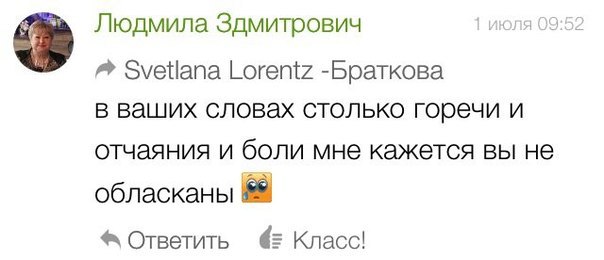 Людмила Здмитрович
1 июля 09:52
Svetlana Lorentz -Браткова
в ваших словах столько горечи и
отчаяния и боли мне кажется вы не
обласканы
Ответить Класс!